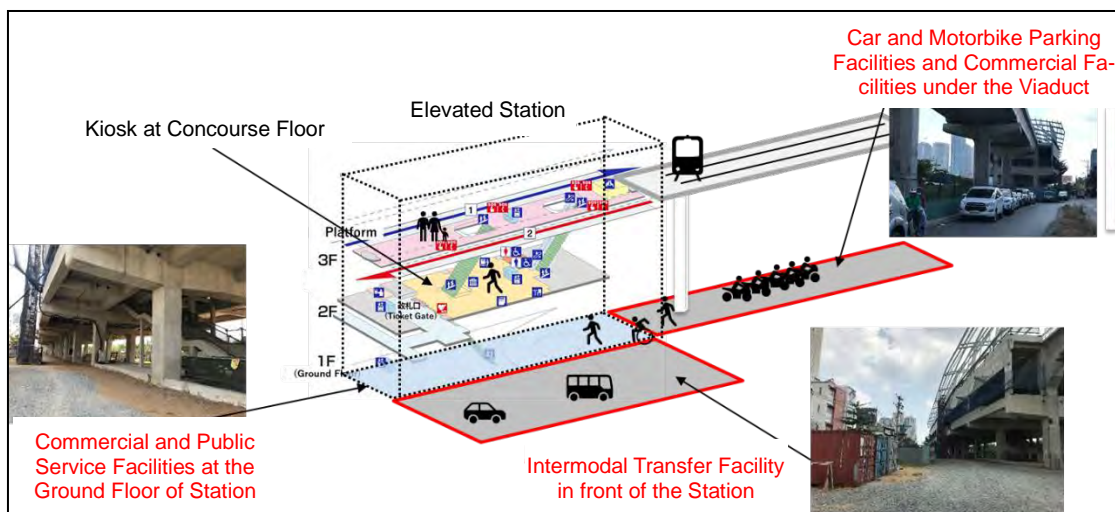 Car and Motorbike Parking
Facilities and Commercial Fa-
cilities under the Viaduct
Elevated Station
Kiosk at Concourse Floor
1
Platform
2
3F
2F
改札口
(Ticket Gate)
1F
(Ground Floor)
Commercial and Public
Service Facilities at the
Ground Floor of Station
Intermodal Transfer Facility
in front of the Station